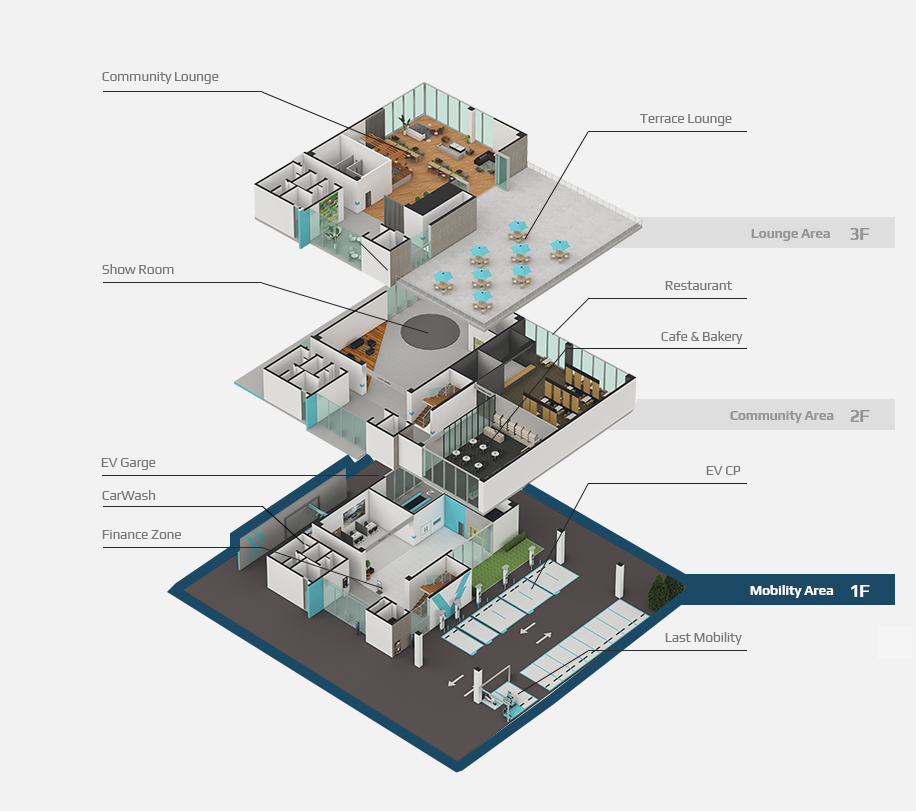 Community Lounge
Terrace Lounge
Lounge Area 3F
Show Room
Restaurant
Cafe & Bakery
Community Area 2F
EV Garge
EV CP
CarWash
Finance Zone
Mobility Area 1F
Last Mobility